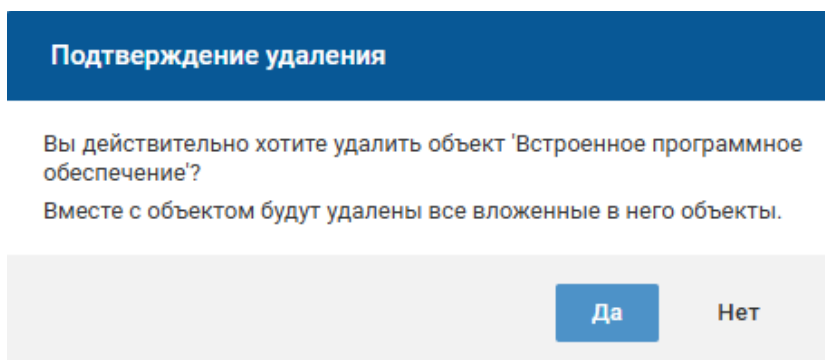 Подтверждение удаления
Вы действительно хотите удалить объект 'Встроенное программное
обеспечение'?
Вместе с объектом будут удалены все вложенные в него объекты.
Да Нет